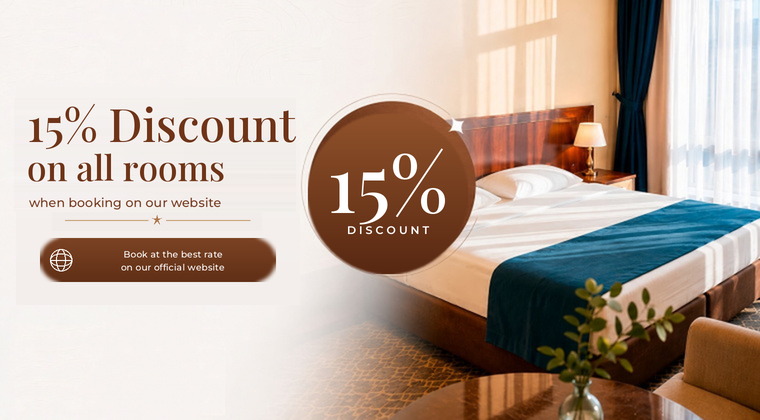 15% Discount
on all rooms
when booking on our website
Book at the best rate
on our official website
15%
DISCOUNT